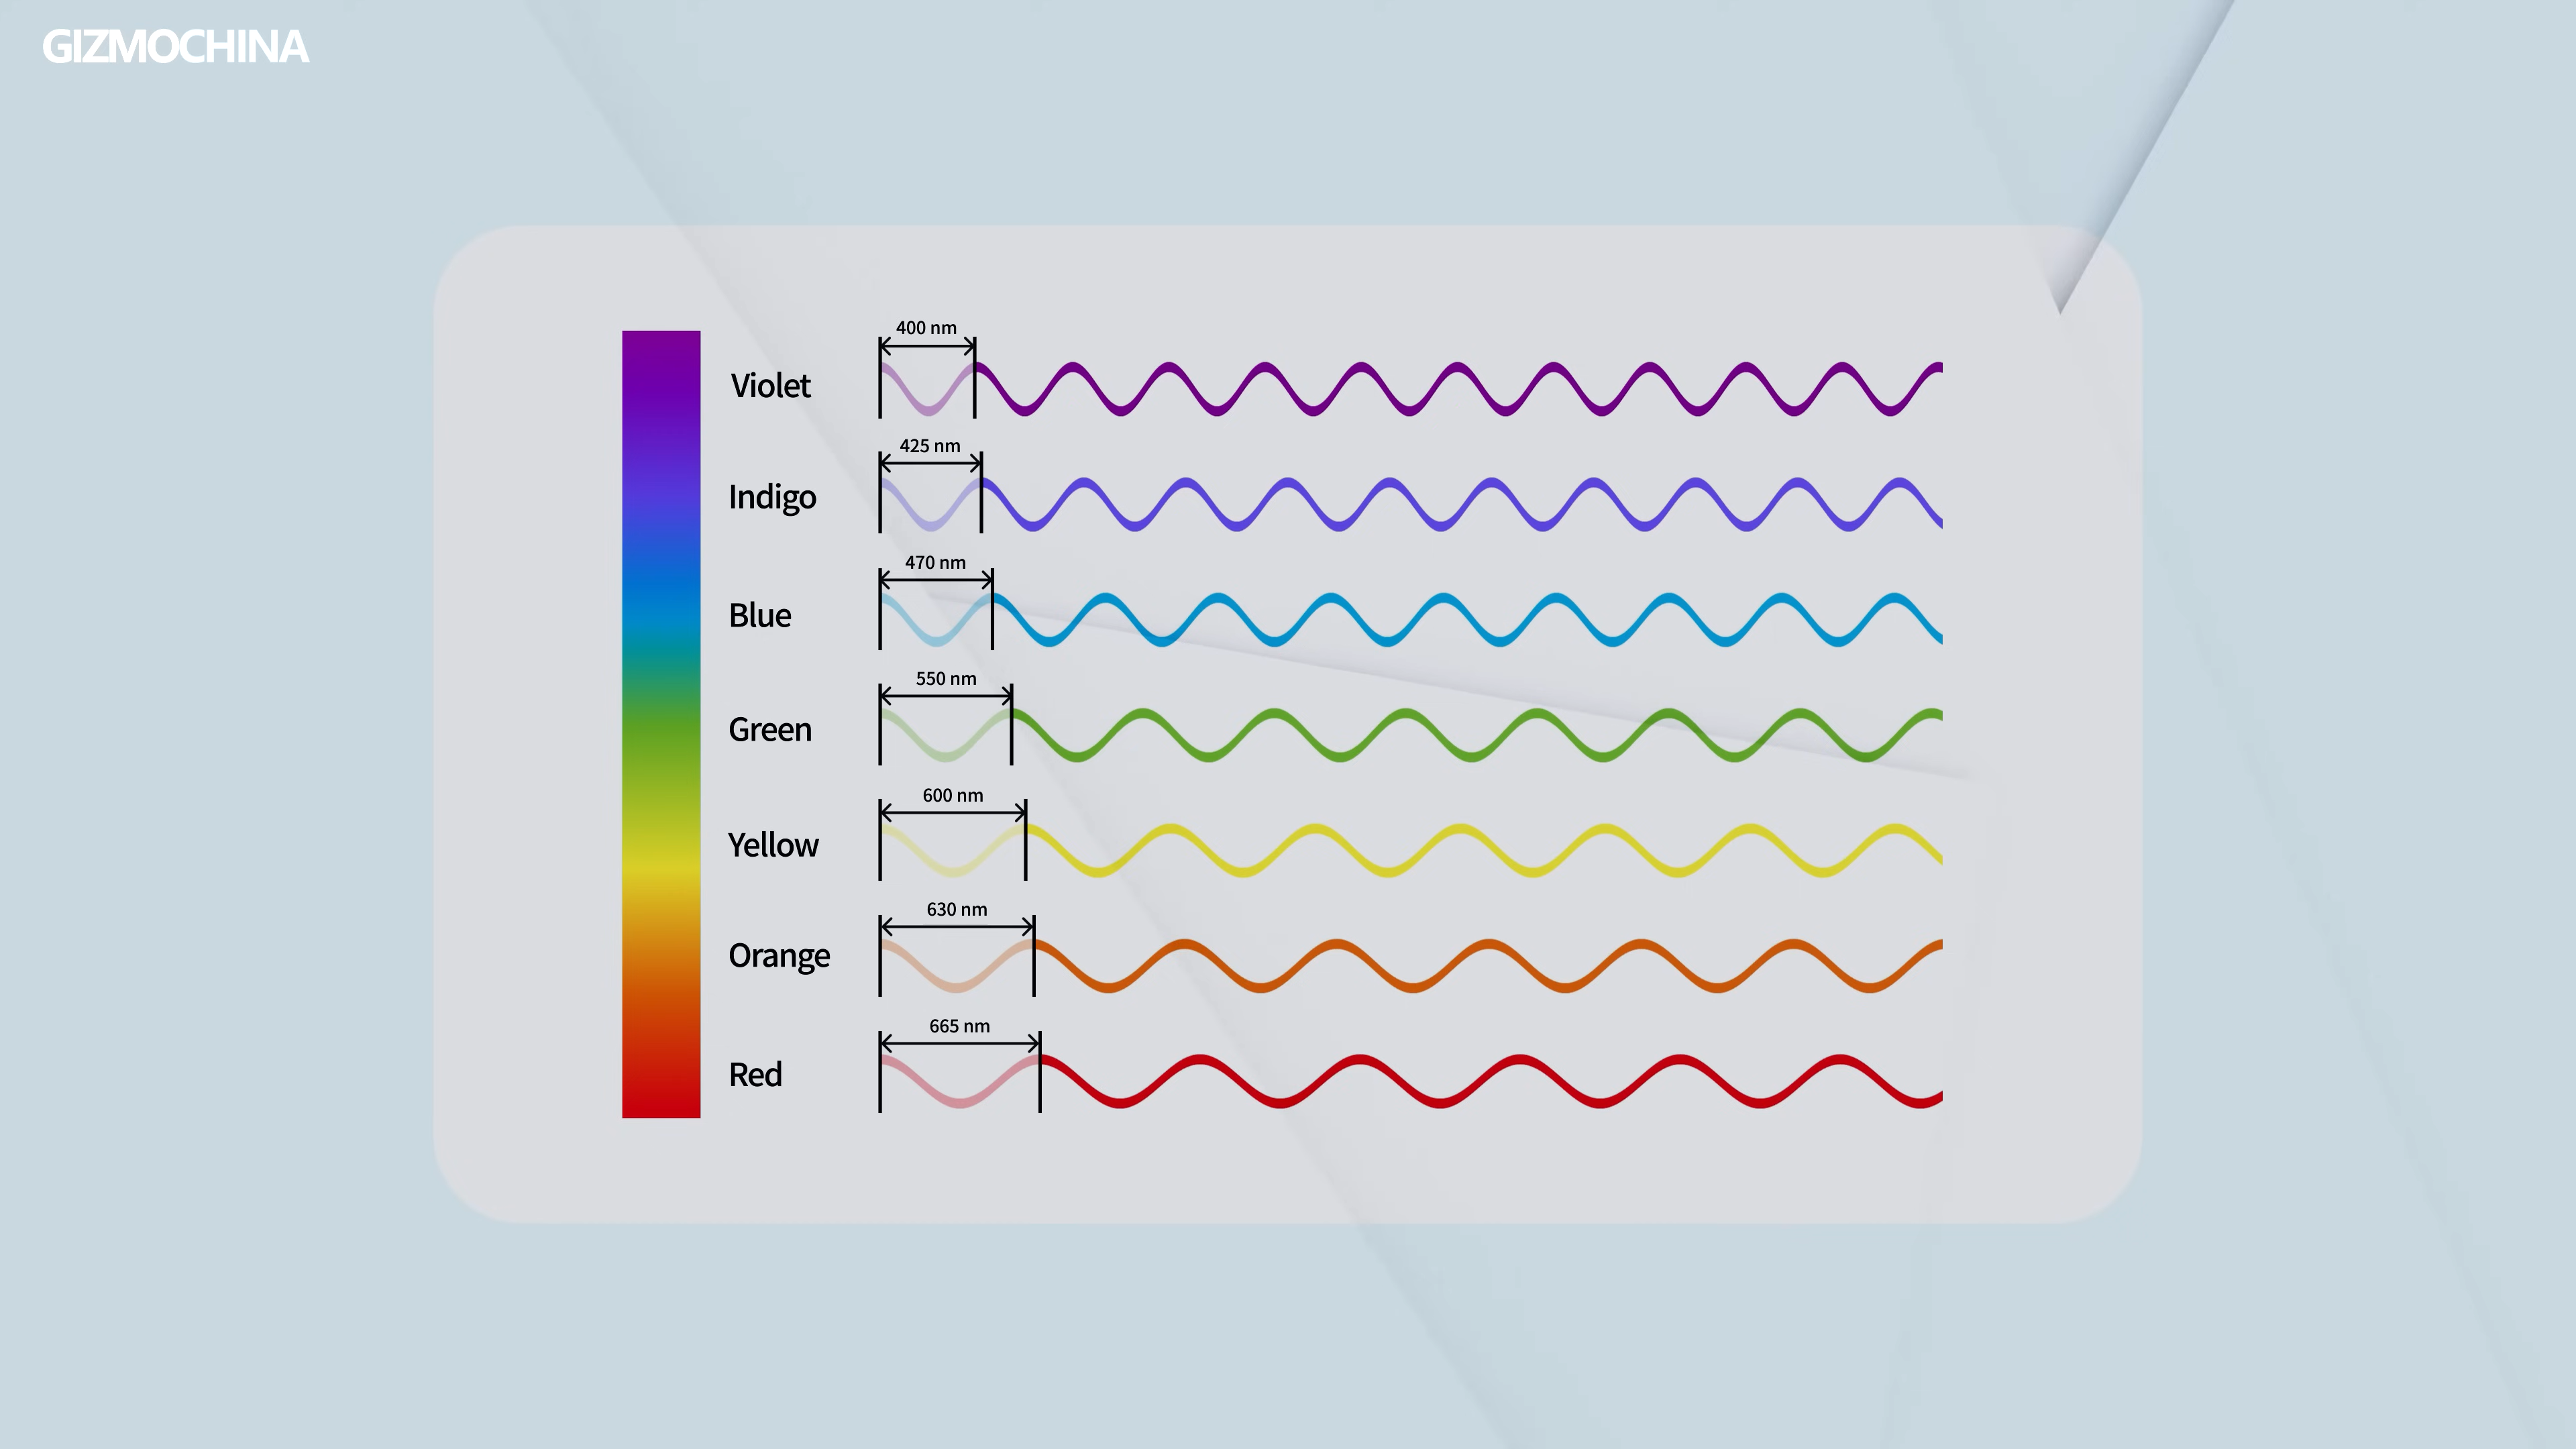 GIZMOCHINA
400 nm
Violet
425 nm
Indigo
470 nm
Blue
550 nm
Green
600 nm
Yellow
630 nm
Orange
665 nm
Red